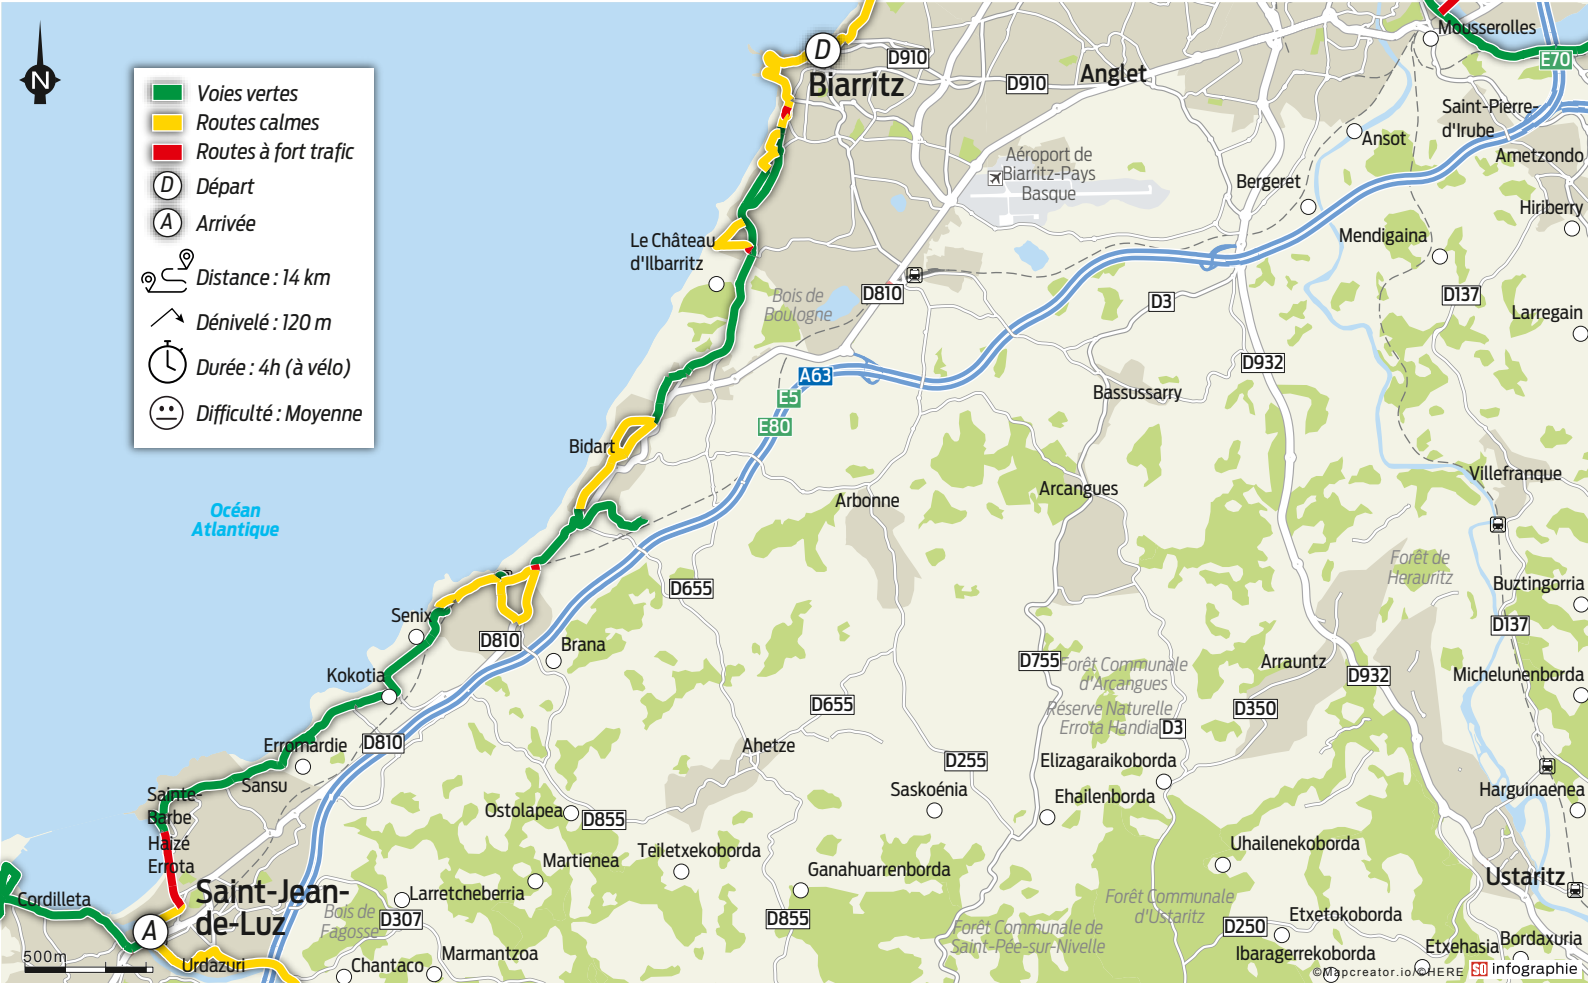 N
Voies vertes
Routes calmes
Routes à fort trafic
D Départ
A Arrivée
Distance : 14 km
Dénivelé : 120 m
Durée : 4h (à vélo)
Difficulté : Moyenne
D
Biarritz
D910
D910
Anglet
Mousserolles
E70
Saint-Pierre-
d'Irube
Ansot
Ametzondo
Aéroport de
Biarritz-Pays
Basque
Bergeret
Hiriberry
Mendigaina
Le Château
d'Ilbarritz
Bois de
Boulogne
D810
D3
D137
Larregain
D932
A63
E5
E80
Bassussarry
Bidart
Arbonne
Arcangues
Villefranque
Océan
Atlantique
Forêt de
Herauritz
D655
Buztingorria
Senix
D810
Brana
D137
Kokotia
D755
Forêt Communale
d'Arcangues
Arrauntz
D932
Michelunenborda
D655
Réserve Naturelle
Errota Handia
D3
D350
Erromardie
D810
Ahetze
D255
Elizagaraikoborda
Sansu
Sainte-
Barbe
Saskoénia
Ehailenborda
Harguinaenea
Ostolapea
D855
Haizé
Errota
Martienea
Teiletxekoborda
Ganahuarrenborda
Uhailenekoborda
Ustaritz
Saint-Jean-
de-Luz
Larretcheberria
Cordilleta
Bois de
Fagosse
D307
D855
Forêt Communale
d'Ustaritz
Etxetokoborda
A
D250
Forêt Communale de
Saint-Pée-sur-Nivelle
Ibaragerrekoborda
Etxehasia
Bordaxuria
Marmantzoa
Urdazuri
Chantaco
500m
©Mapcreator.io/©HERE
SO infographie